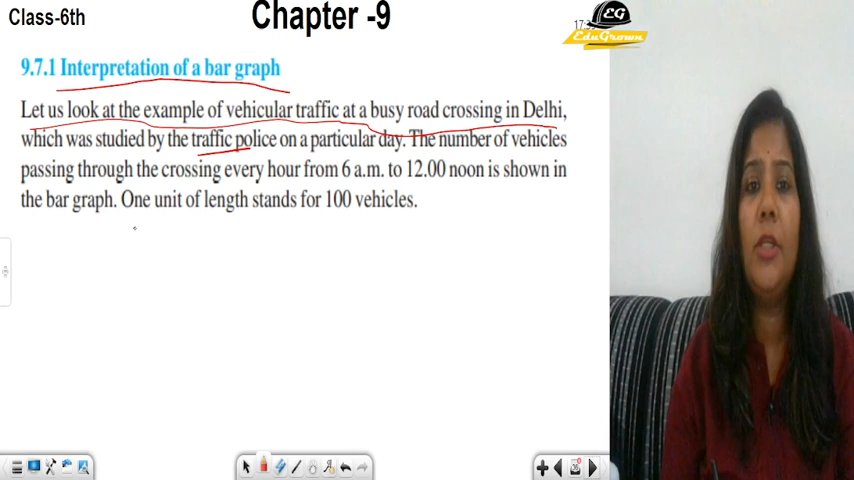 Class-6th
Chapter -9
EG
EduGrown
9.7.1 Interpretation of a bar graph
Let us look at the example of vehicular traffic at a busy road crossing in Delhi,
which was studied by the traffic police on a particular day. The number of vehicles
passing through the crossing every hour from 6 a.m. to 12.00 noon is shown in
the bar graph. One unit of length stands for 100 vehicles.